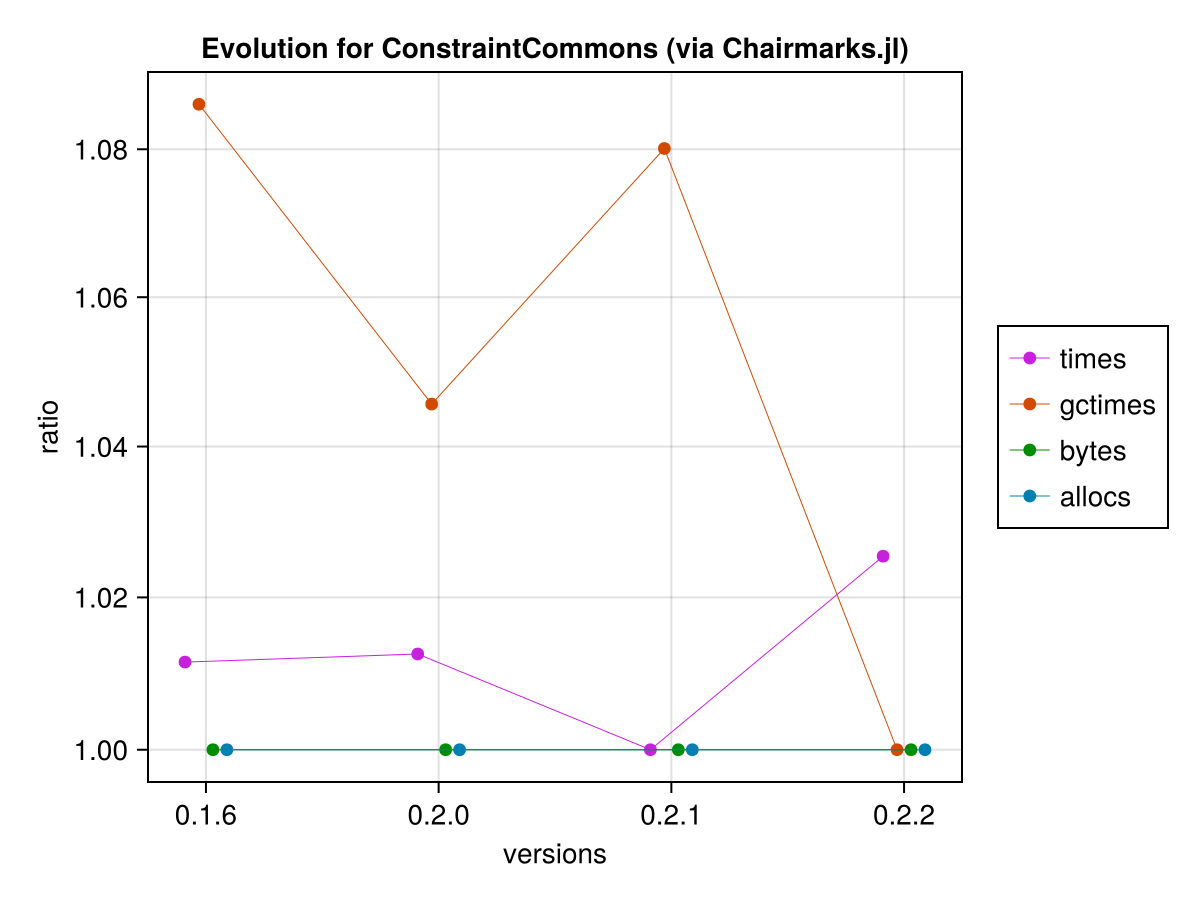 Evolution for ConstraintCommons (via Chairmarks.jl)
1.08
1.06
1.04
1.02
1.00
ratio
0.1.6
0.2.0
0.2.1
0.2.2
versions
times
gctimes
bytes
allocs